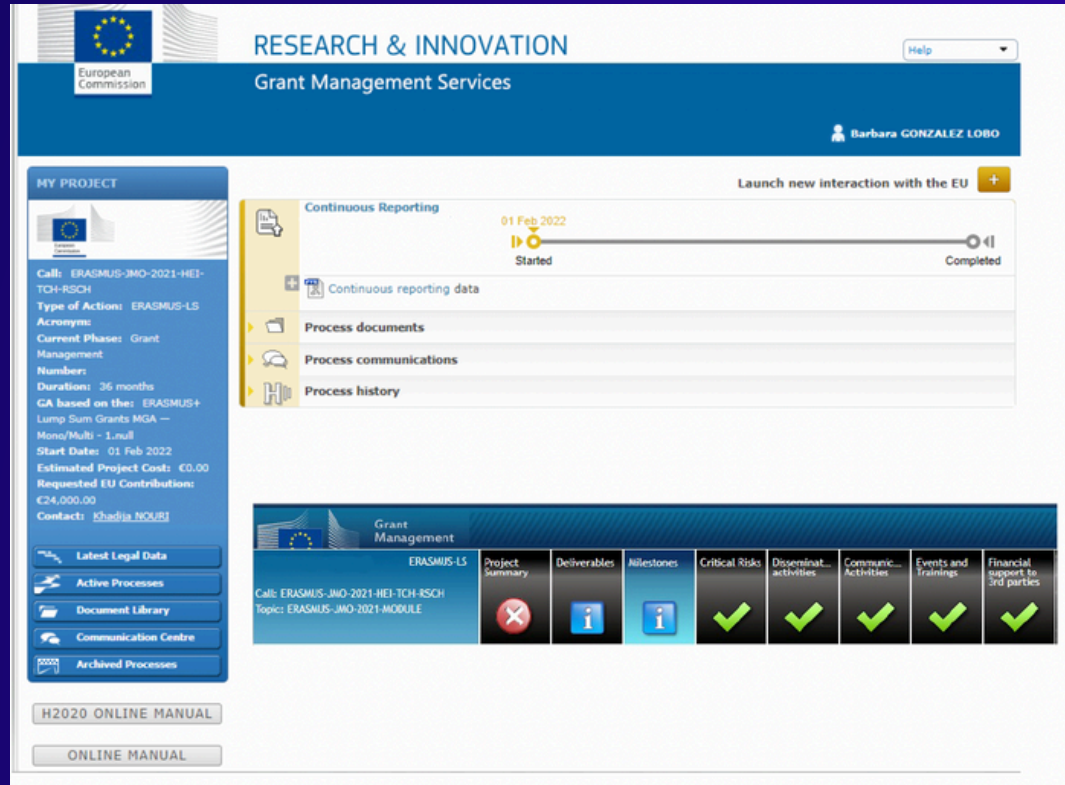 European
Commission
RESEARCH & INNOVATION
Help
Grant Management Services
Barbara GONZALEZ LOBO
MY PROJECT
European
Commission
Call: ERASMUS-JMO-2021-HEI-
TCH-RSCH
Type of Action: ERASMUS-LS
Acronym:
Current Phase: Grant
Management
Number:
Duration: 36 months
GA based on the: ERASMUS+
Lump Sum Grants MGA —
Mono/Multi - 1.null
Start Date: 01 Feb 2022
Estimated Project Cost: €0.00
Requested EU Contribution:
€24,000.00
Contact: Khadija NOURI
Latest Legal Data
Active Processes
Document Library
Communication Centre
Archived Processes
H2020 ONLINE MANUAL
ONLINE MANUAL
Launch new interaction with the EU +
Continuous Reporting
01 Feb 2022
Started
Completed
Continuous reporting data
Process documents
Process communications
Process history
Grant
Management
ERASMUS-LS
Call: ERASMUS-JMO-2021-HEI-TCH-RSCH
Topic: ERASMUS-JMO-2021-MODULE
Project
Summary
Deliverables
Milestones
Critical Risks
Disseminat...
activities
Communic...
Activities
Events and
Trainings
Financial
support to
3rd parties